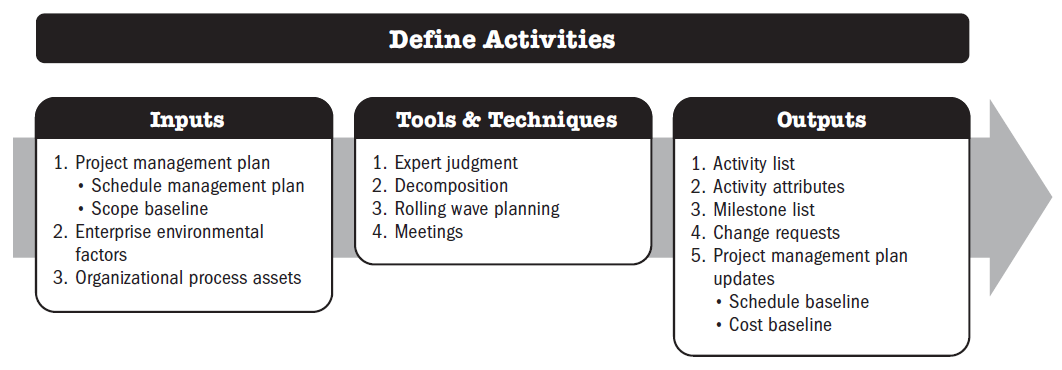 Define Activities
Inputs
1. Project management plan
• Schedule management plan
• Scope baseline
2. Enterprise environmental
factors
3. Organizational process assets
Tools & Techniques
1. Expert judgment
2. Decomposition
3. Rolling wave planning
4. Meetings
Outputs
1. Activity list
2. Activity attributes
3. Milestone list
4. Change requests
5. Project management plan
updates
• Schedule baseline
• Cost baseline